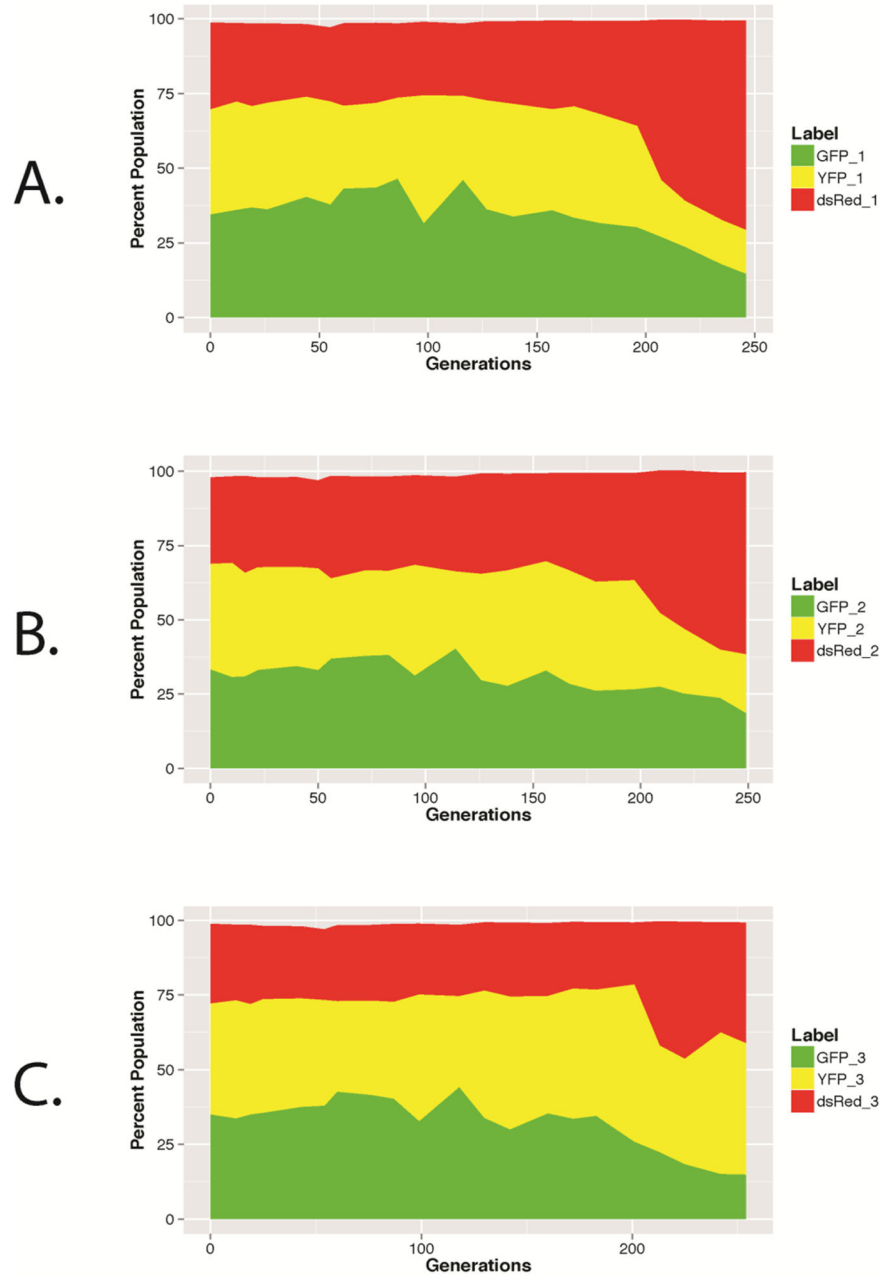 A.
Percent Population
100
75
50
25
0
0 50 100 150 200 250
Generations
Label
GFP_1
YFP_1
dsRed_1
B.
Percent Population
100
75
50
25
0
0 50 100 150 200 250
Generations
Label
GFP_2
YFP_2
dsRed_2
C.
Percent Population
100
75
50
25
0
0 100 200
Generations
Label
GFP_3
YFP_3
dsRed_3